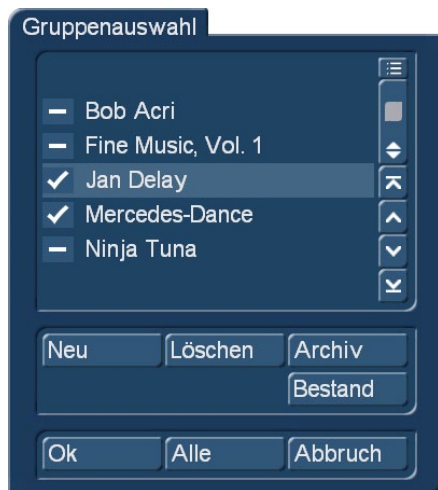 Gruppenauswahl
Bob Acri
Fine Music, Vol. 1
Jan Delay
Mercedes-Dance
Ninja Tuna
Neu Löschen Archiv
Bestand
Ok Alle Abbruch